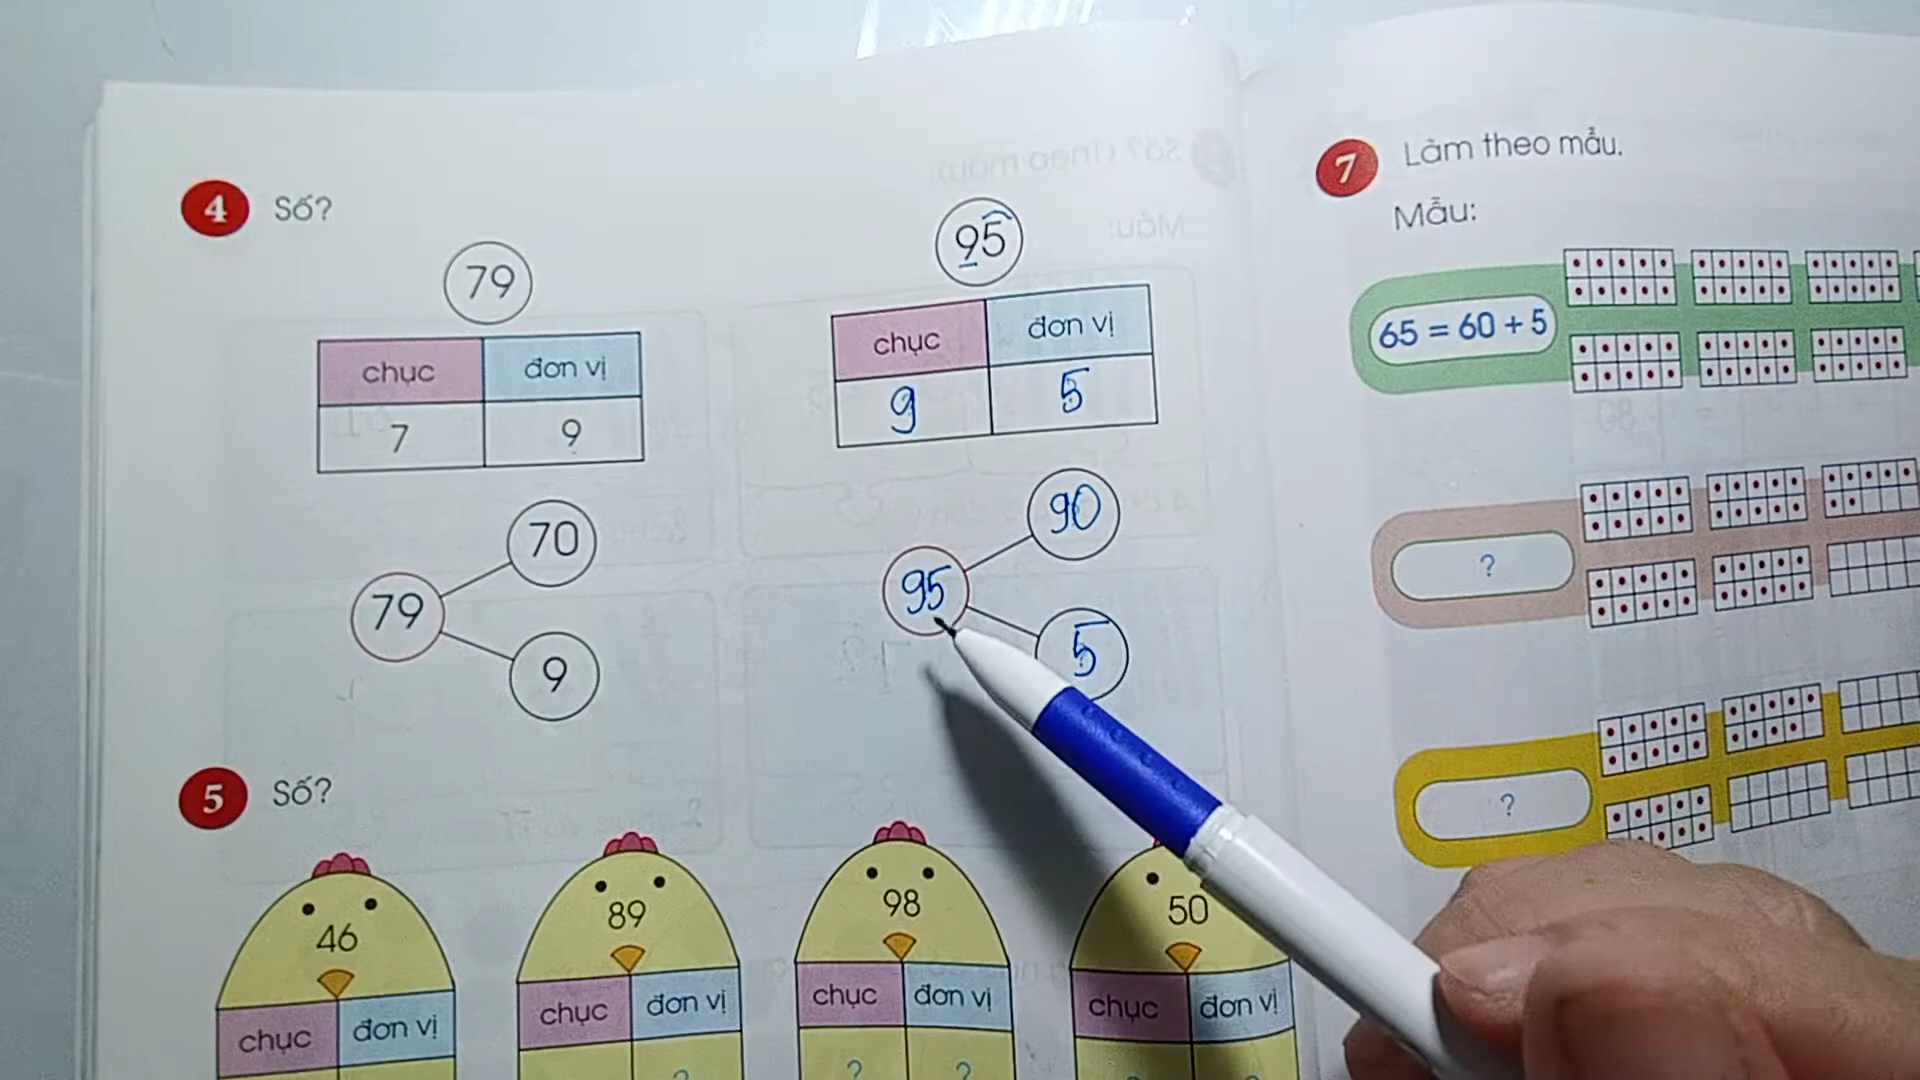 4 Số?
79
chục đơn vị
7 9
79 70 9
95
chục đơn vị
9 5
95 90 5
5 Số?
46
chục đơn vị
89
chục đơn vị
?
98
chục đơn vị
? ?
50
chục đơn vị
7 Làm theo mẫu.
Mẫu:
65 = 60 + 5
?
?